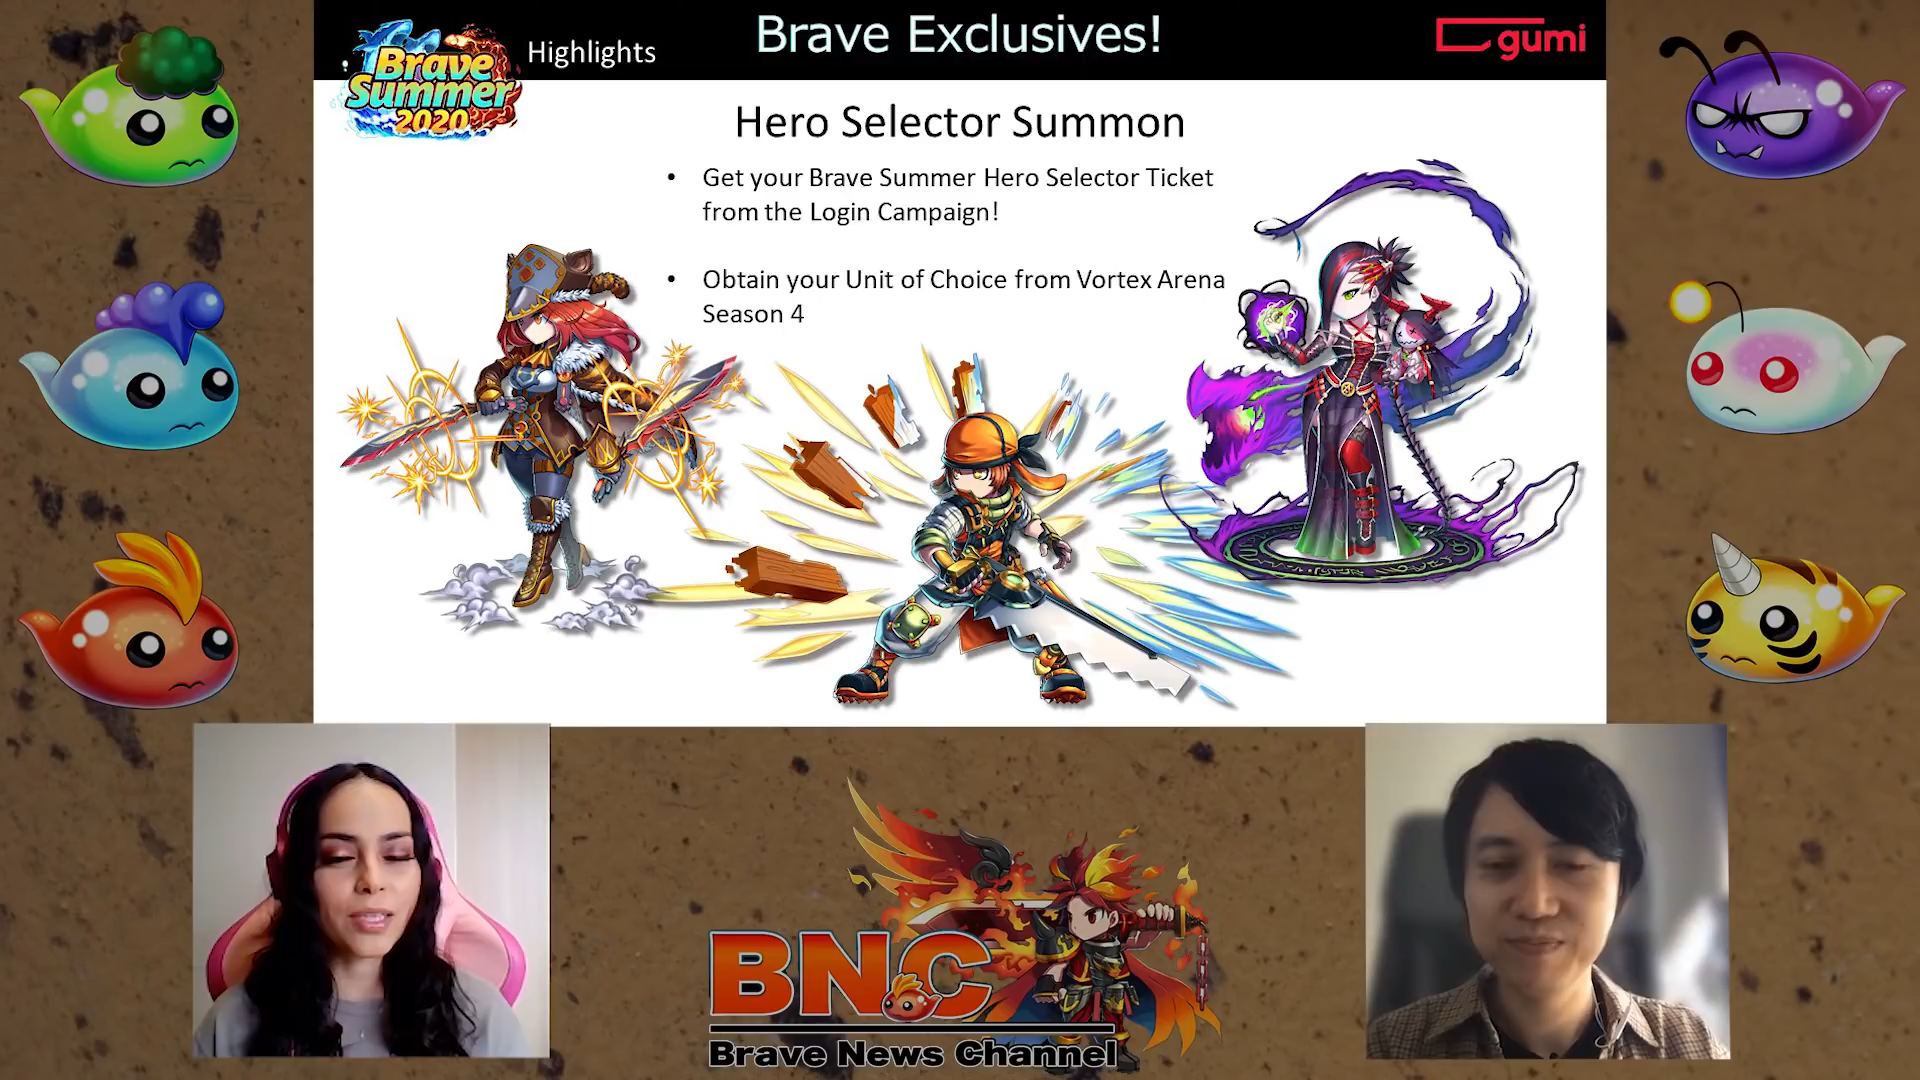 Brave
Summer
2020
Highlights
Brave Exclusives!
gumi
Hero Selector Summon
• Get your Brave Summer Hero Selector Ticket
from the Login Campaign!
• Obtain your Unit of Choice from Vortex Arena
Season 4
BNC
Brave News Channel